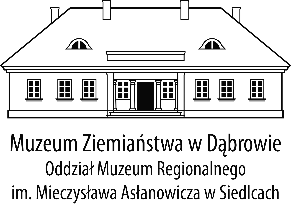 Muzeum Ziemiaństwa w Dąbrowie
Oddział Muzeum Regionalnego
im. Mieczysława Asłanowicza w Siedlcach